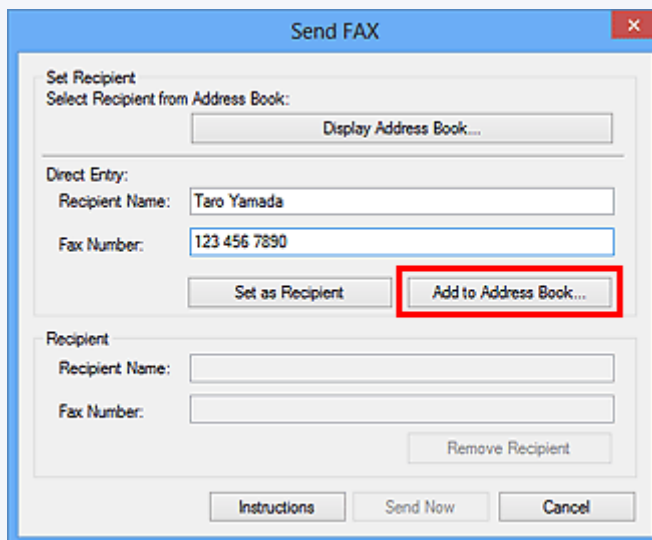 Send FAX
Set Recipient
Select Recipient from Address Book:
Display Address Book...
Direct Entry:
Recipient Name: Taro Yamada
Fax Number: 123 456 7890
Set as Recipient Add to Address Book...
Recipient
Recipient Name:
Fax Number:
Remove Recipient
Instructions Send Now Cancel